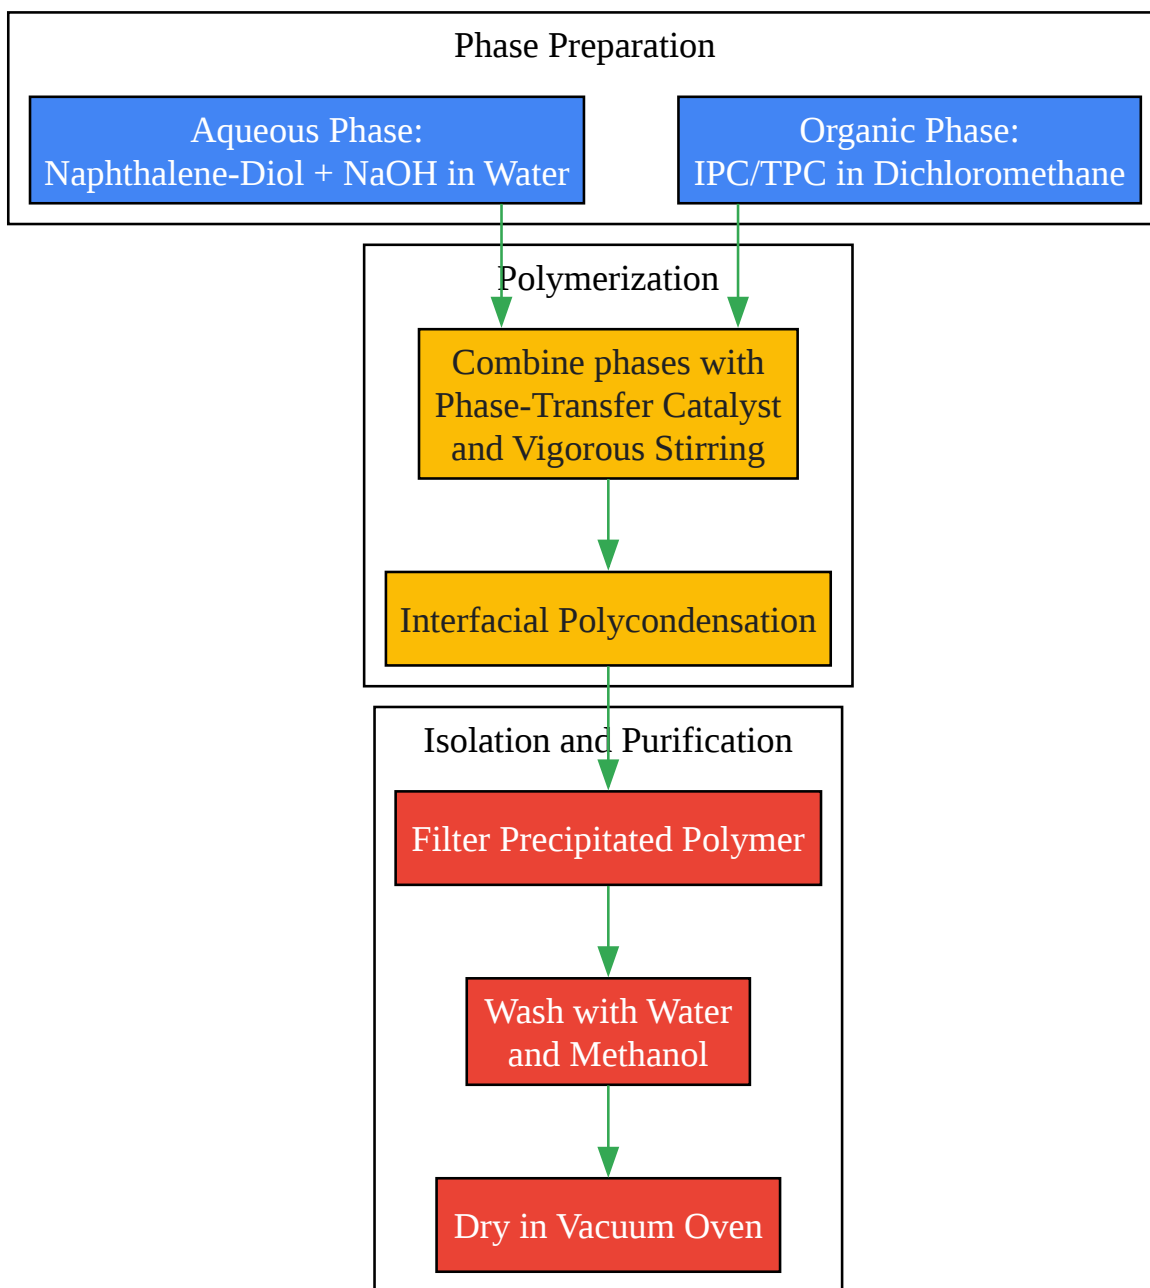 Phase Preparation
Aqueous Phase:
Naphthalene-Diol + NaOH in Water
Organic Phase:
IPC/TPC in Dichloromethane
Polymerization
Combine phases with
Phase-Transfer Catalyst
and Vigorous Stirring
Interfacial Polycondensation
Isolation and Purification
Filter Precipitated Polymer
Wash with Water
and Methanol
Dry in Vacuum Oven